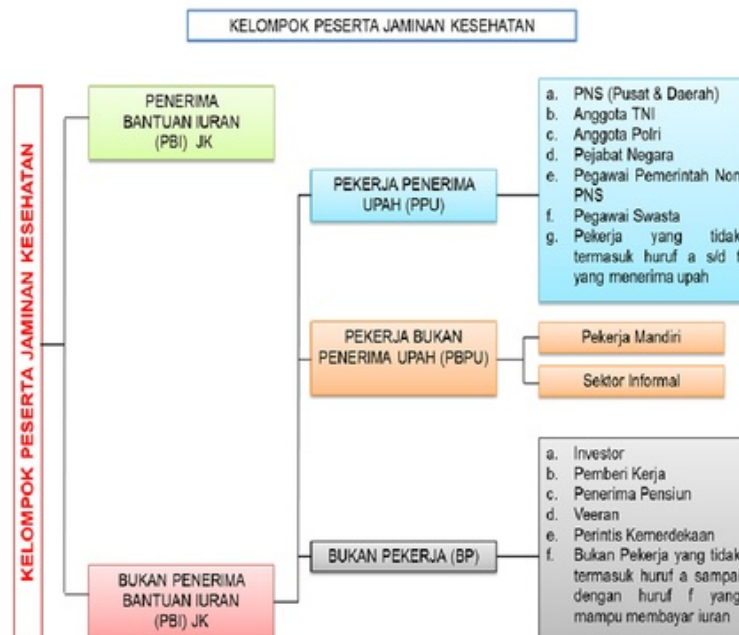 KELOMPOK PESERTA JAMINAN KESEHATAN
KELOMPOK PESERTA JAMINAN KESEHATAN
PENERIMA
BANTUAN IURAN
(PBI) JK
BUKAN PENERIMA
BANTUAN IURAN
(PBI) JK
PEKERJA PENERIMA
UPAH (PPU)
a. PNS (Pusat & Daerah)
b. Anggota TNI
c. Anggota Polri
d. Pejabat Negara
e. Pegawai Pemerintah Non
PNS
f. Pegawai Swasta
g. Pekerja yang tidak
termasuk huruf a s/d f
yang menerima upah
PEKERJA BUKAN
PENERIMA UPAH (PBPU)
Pekerja Mandiri
Sektor Informal
BUKAN PEKERJA (BP)
a. Investor
b. Pemberi Kerja
c. Penerima Pensiun
d. Veeran
e. Perintis Kemerdekaan
f. Bukan Pekerja yang tidak
termasuk huruf a sampai
dengan huruf f yang
mampu membayar iuran